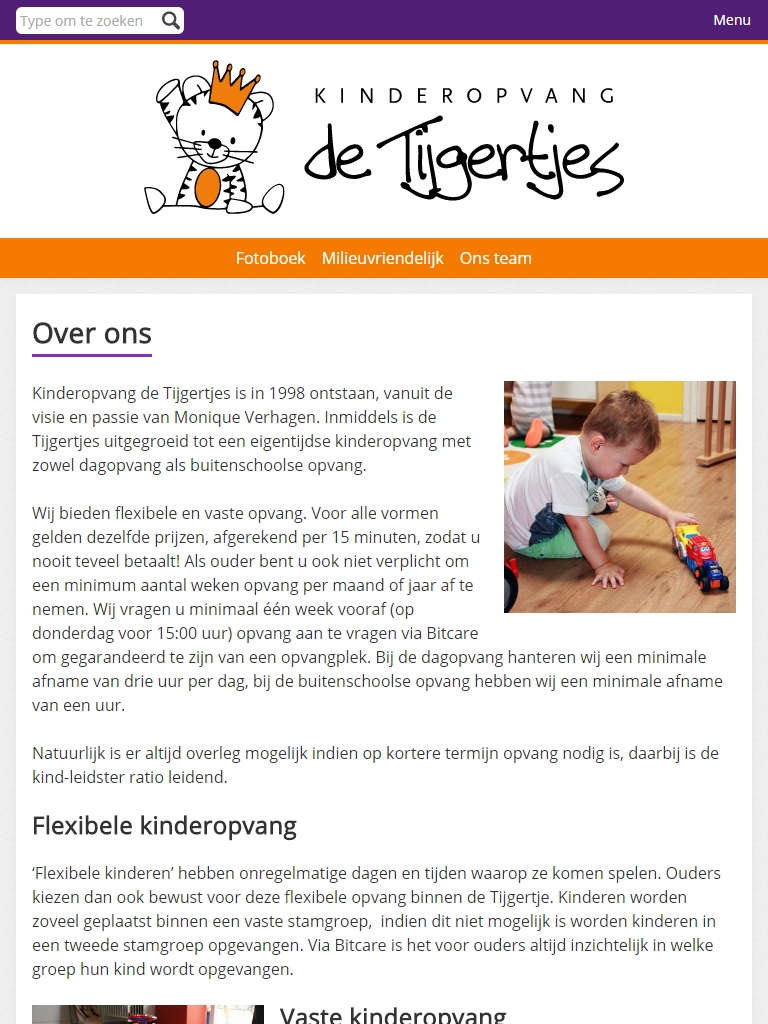 Type om te zoeken
Menu
KINDEROPVANG
de Tijgertjes
Fotoboek Milieuvriendelijk Ons team
Over ons
Kinderopvang de Tijgertjes is in 1998 ontstaan, vanuit de
visie en passie van Monique Verhagen. Inmiddels is de
Tijgertjes uitgegroeid tot een eigentijdse kinderopvang met
zowel dagopvang als buitenschoolse opvang.
Wij bieden flexibele en vaste opvang. Voor alle vormen
gelden dezelfde prijzen, afgerekend per 15 minuten, zodat u
nooit teveel betaalt! Als ouder bent u ook niet verplicht om
een minimum aantal weken opvang per maand of jaar af te
nemen. Wij vragen u minimaal één week vooraf (op
donderdag voor 15:00 uur) opvang aan te vragen via Bitcare
om gegarandeerd te zijn van een opvangplek. Bij de dagopvang hanteren wij een minimale
afname van drie uur per dag, bij de buitenschoolse opvang hebben wij een minimale afname
van een uur.
Natuurlijk is er altijd overleg mogelijk indien op kortere termijn opvang nodig is, daarbij is de
kind-leidster ratio leidend.
Flexibele kinderopvang
‘Flexibele kinderen’ hebben onregelmatige dagen en tijden waarop ze komen spelen. Ouders
kiezen dan ook bewust voor deze flexibele opvang binnen de Tijgertje. Kinderen worden
zoveel geplaatst binnen een vaste stamgroep,  indien dit niet mogelijk is worden kinderen in
een tweede stamgroep opgevangen. Via Bitcare is het voor ouders altijd inzichtelijk in welke
groep hun kind wordt opgevangen.
Vaste kinderopvang